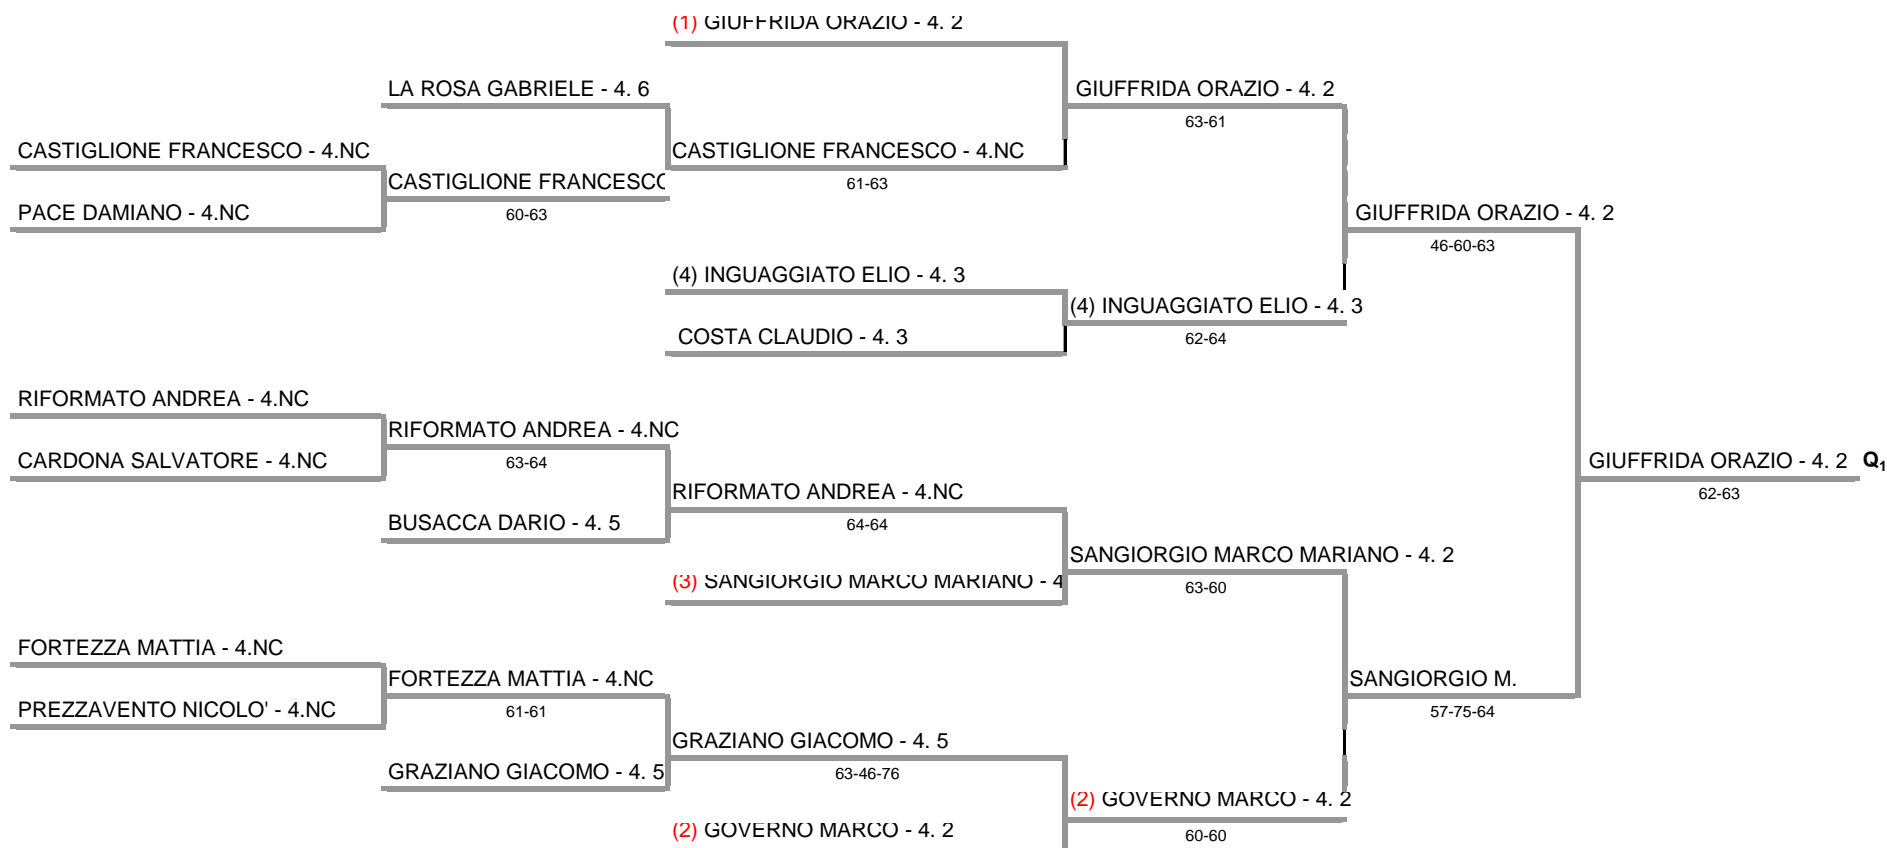 (1) GIUFFRIDA ORAZIO - 4. 2
LA ROSA GABRIELE - 4. 6
GIUFFRIDA ORAZIO - 4. 2
63-61
CASTIGLIONE FRANCESCO - 4.NC
CASTIGLIONE FRANCESCO - 4.NC
CASTIGLIONE FRANCESCO
61-63
PACE DAMIANO - 4.NC
60-63
GIUFFRIDA ORAZIO - 4. 2
46-60-63
(4) INGUAGGIATO ELIO - 4. 3
(4) INGUAGGIATO ELIO - 4. 3
COSTA CLAUDIO - 4. 3
62-64
RIFORMATO ANDREA - 4.NC
RIFORMATO ANDREA - 4.NC
CARDONA SALVATORE - 4.NC
63-64
GIUFFRIDA ORAZIO - 4. 2 Q1
62-63
RIFORMATO ANDREA - 4.NC
64-64
BUSACCA DARIO - 4. 5
SANGIORGIO MARCO MARIANO - 4. 2
(3) SANGIORGIO MARCO MARIANO - 4
63-60
FORTEZZA MATTIA - 4.NC
FORTEZZA MATTIA - 4.NC
SANGIORGIO M.
PREZZAVENTO NICOLO' - 4.NC
61-61
57-75-64
GRAZIANO GIACOMO - 4. 5
GRAZIANO GIACOMO - 4. 5
63-46-76
(2) GOVERNO MARCO - 4. 2
(2) GOVERNO MARCO - 4. 2
60-60